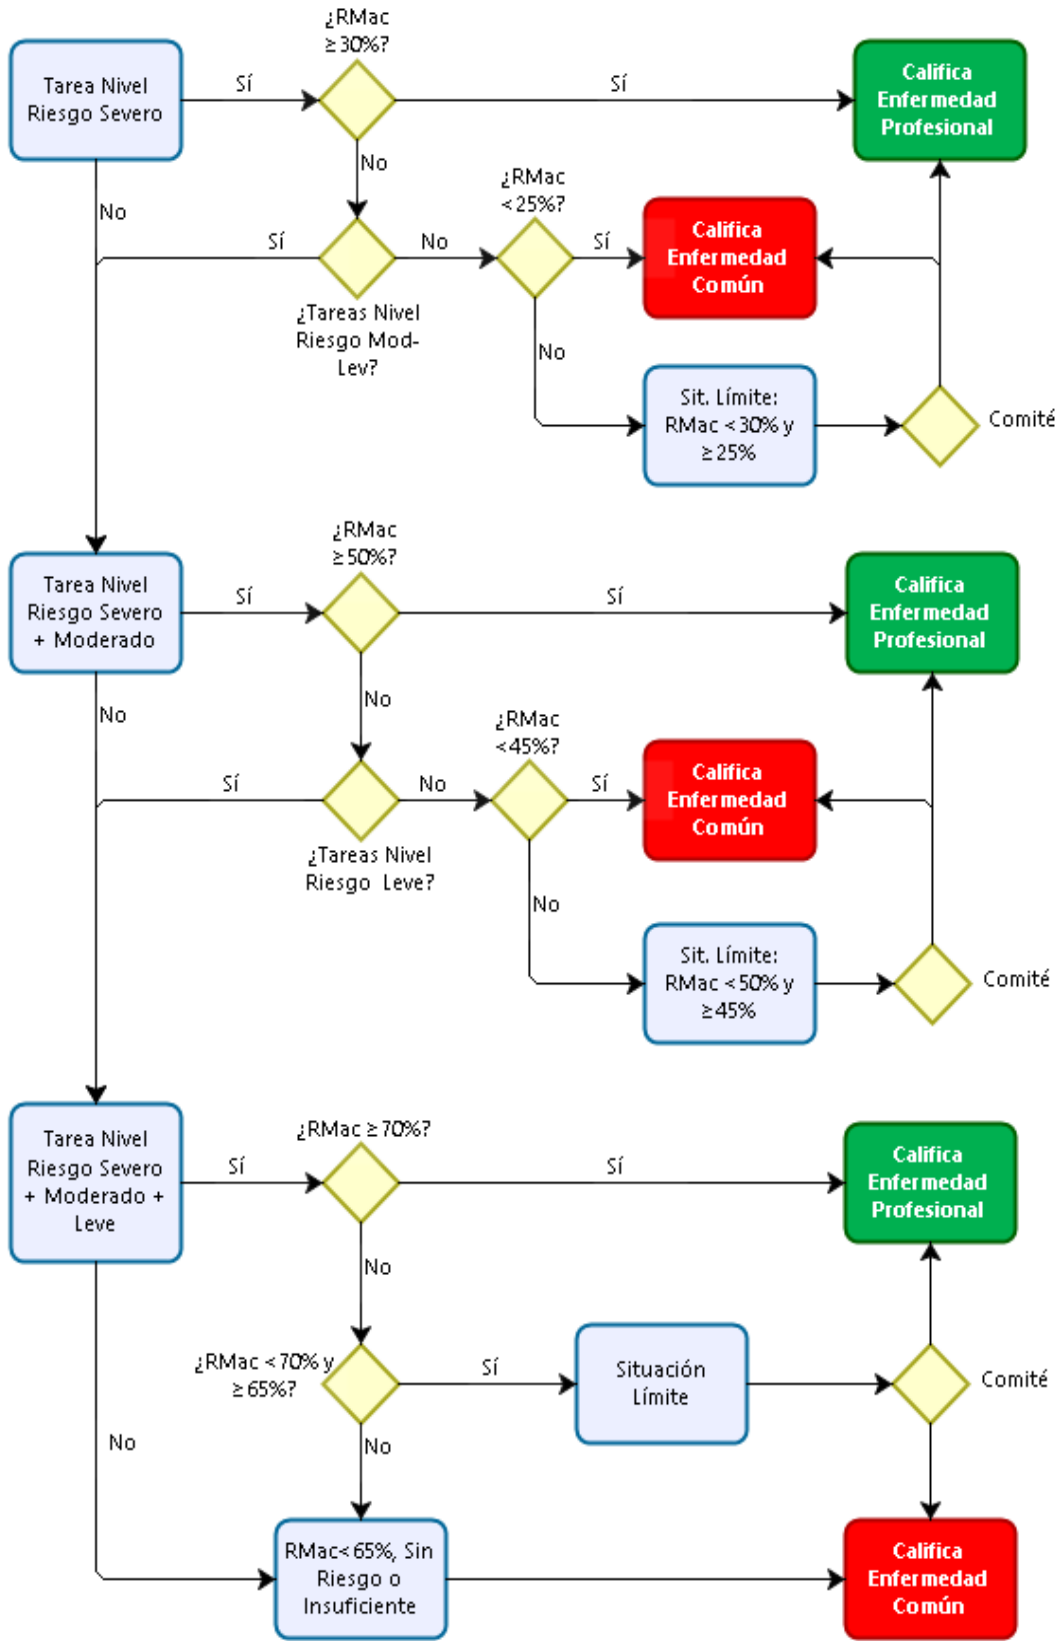 ¿RMac
≥30%?
Tarea Nivel
Riesgo Severo
Sí
Sí
Califica
Enfermedad
Profesional
No
No
¿RMac
<25%?
Sí
No
Sí
Califica
Enfermedad
Común
¿Tareas Nivel
Riesgo Mod-
Lev?
No
Sit. Límite:
RMac <30% y
≥25%
Comité
¿RMac
≥50%?
Tarea Nivel
Riesgo Severo
+ Moderado
Sí
Sí
Califica
Enfermedad
Profesional
No
No
¿RMac
<45%?
Sí
No
Sí
Califica
Enfermedad
Común
¿Tareas Nivel
Riesgo Leve?
No
Sit. Límite:
RMac <50% y
≥45%
Comité
¿RMac ≥70%?
Tarea Nivel
Riesgo Severo
+ Moderado +
Leve
Sí
Sí
Califica
Enfermedad
Profesional
No
¿RMac <70% y
≥65%?
Sí
Situación
Límite
Comité
No
No
RMac<65%, Sin
Riesgo o
Insuficiente
Califica
Enfermedad
Común